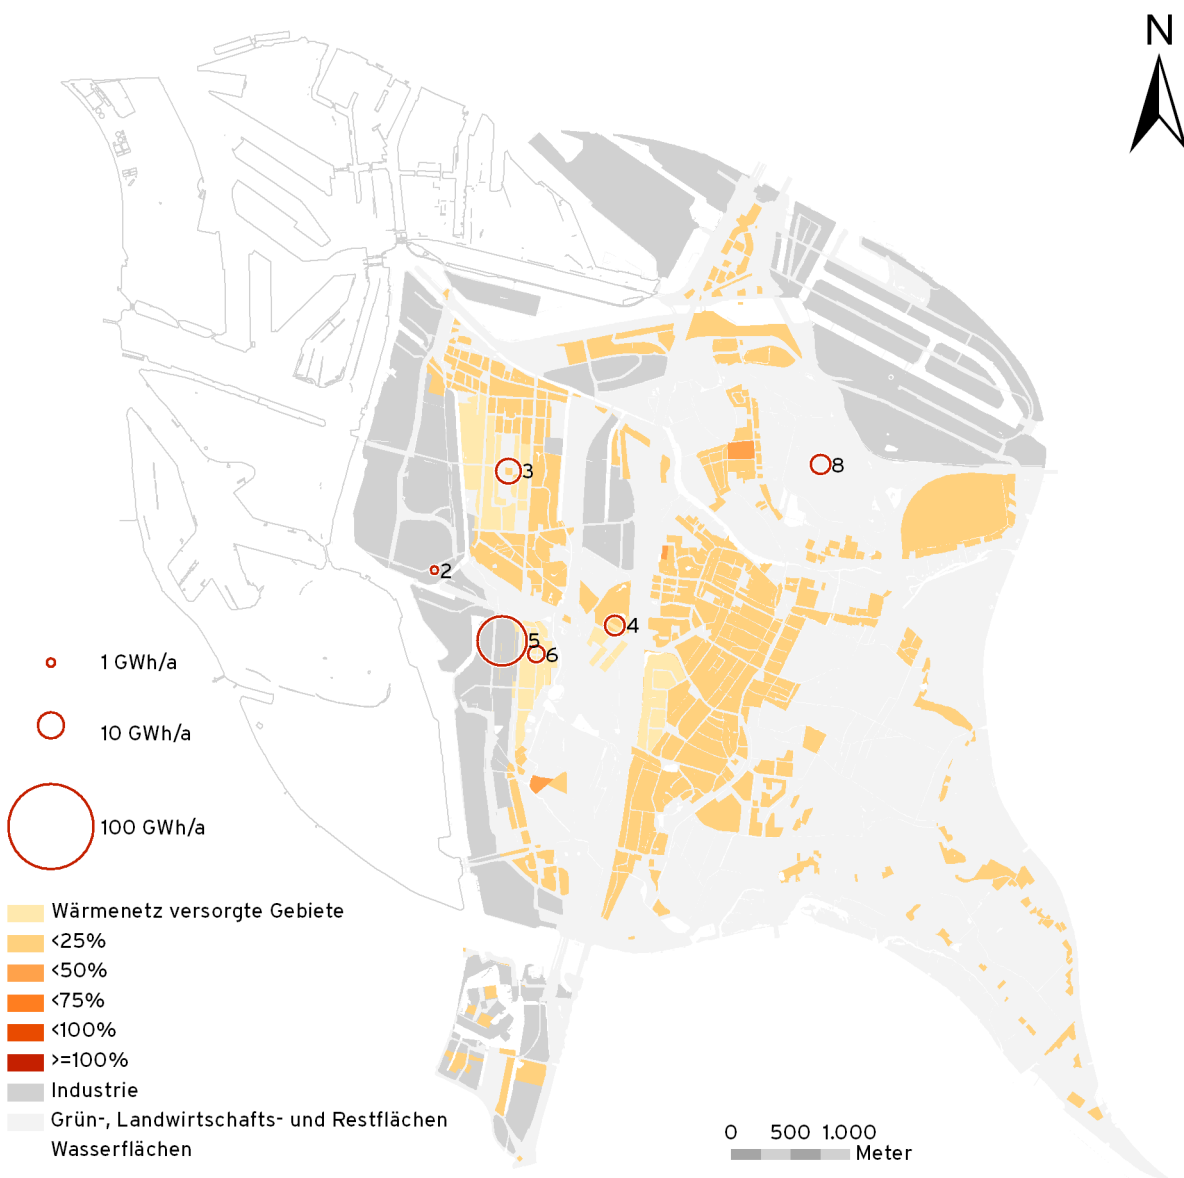 N
3
8
2
4
5
6
1 GWh/a
10 GWh/a
100 GWh/a
Wärmenetz versorgte Gebiete
<25%
<50%
<75%
<100%
>=100%
Industrie
Grün-, Landwirtschafts- und Restflächen
Wasserflächen
0 500 1.000
Meter